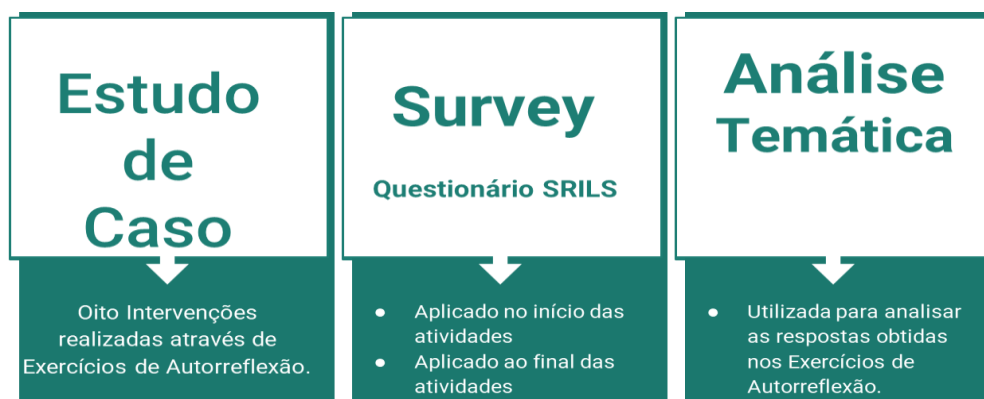 Estudo
de
Caso
Oito Intervenções
realizadas através de
Exercícios de Autorreflexão.
Survey
Questionário SRILS
● Aplicado no início das
atividades
● Aplicado ao final das
atividades
Análise
Temática
● Utilizada para analisar
as respostas obtidas
nos Exercícios de
Autorreflexão.